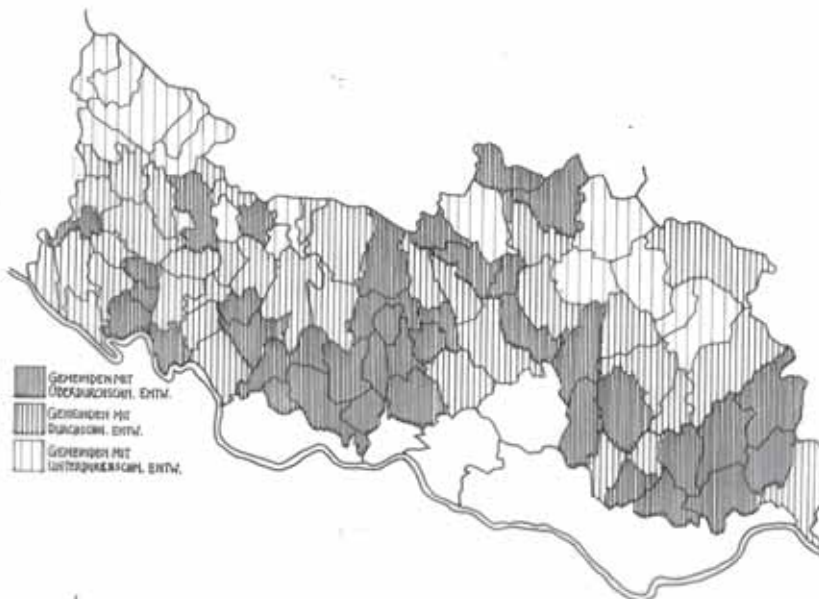 GEMEINDEN MIT
ÜBERDURCHSCHN. ENTW.
GEMEINDEN MIT
DURCHSCHN. ENTW.
GEMEINDEN MIT
UNTERDURCHSCHN. ENTW.